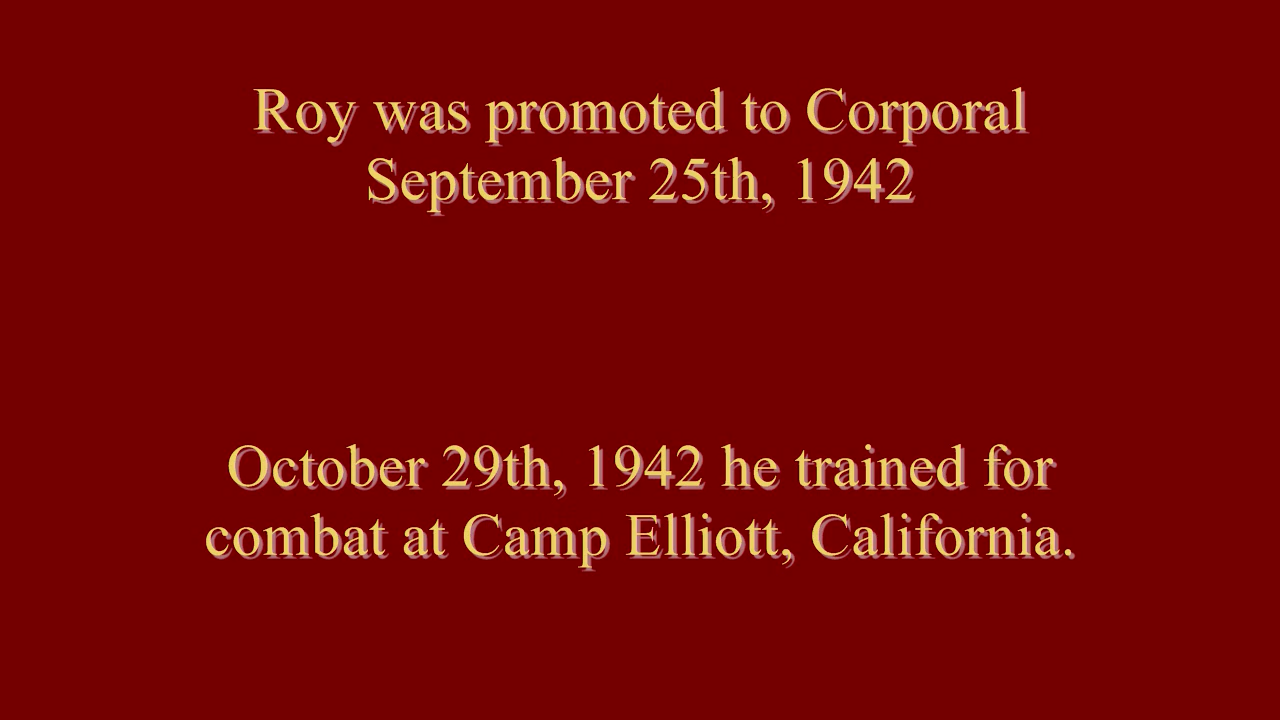 Roy was promoted to Corporal
September 25th, 1942
October 29th, 1942 he trained for
combat at Camp Elliott, California.